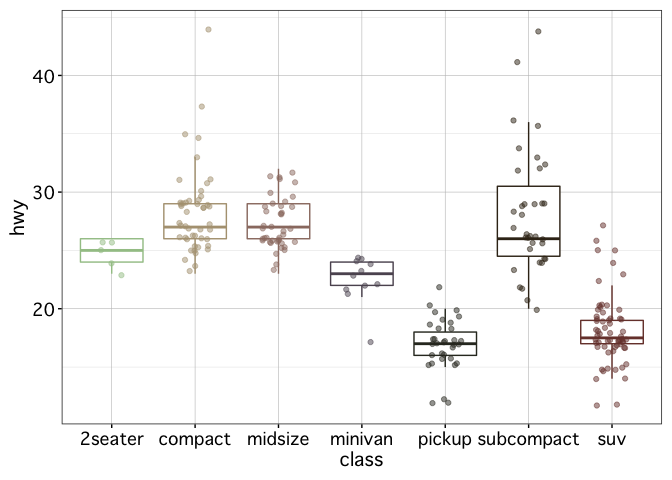 40
30
20
hwy
2seater compact midsize minivan pickup subcompact suv
class